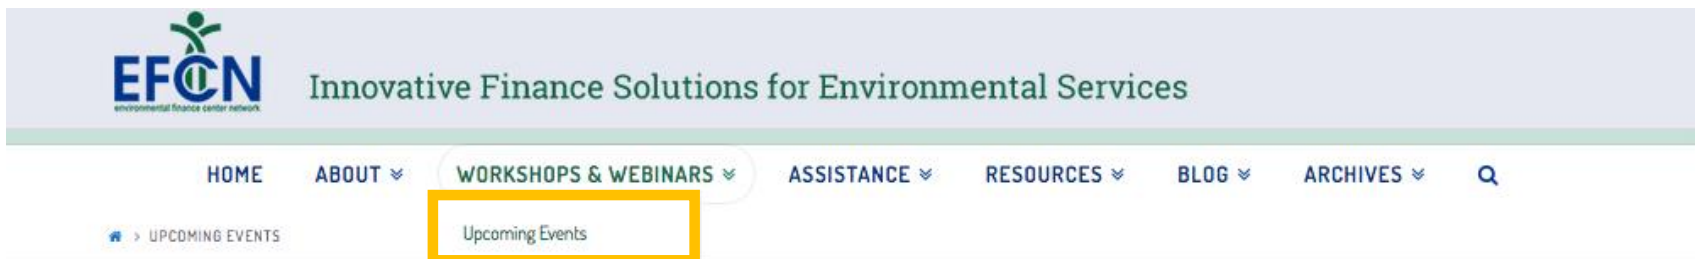 EFCN
environmental finance center network
Innovative Finance Solutions for Environmental Services
HOME ABOUT WORKSHOPS & WEBINARS ASSISTANCE RESOURCES BLOG ARCHIVES
> UPCOMING EVENTS
Upcoming Events